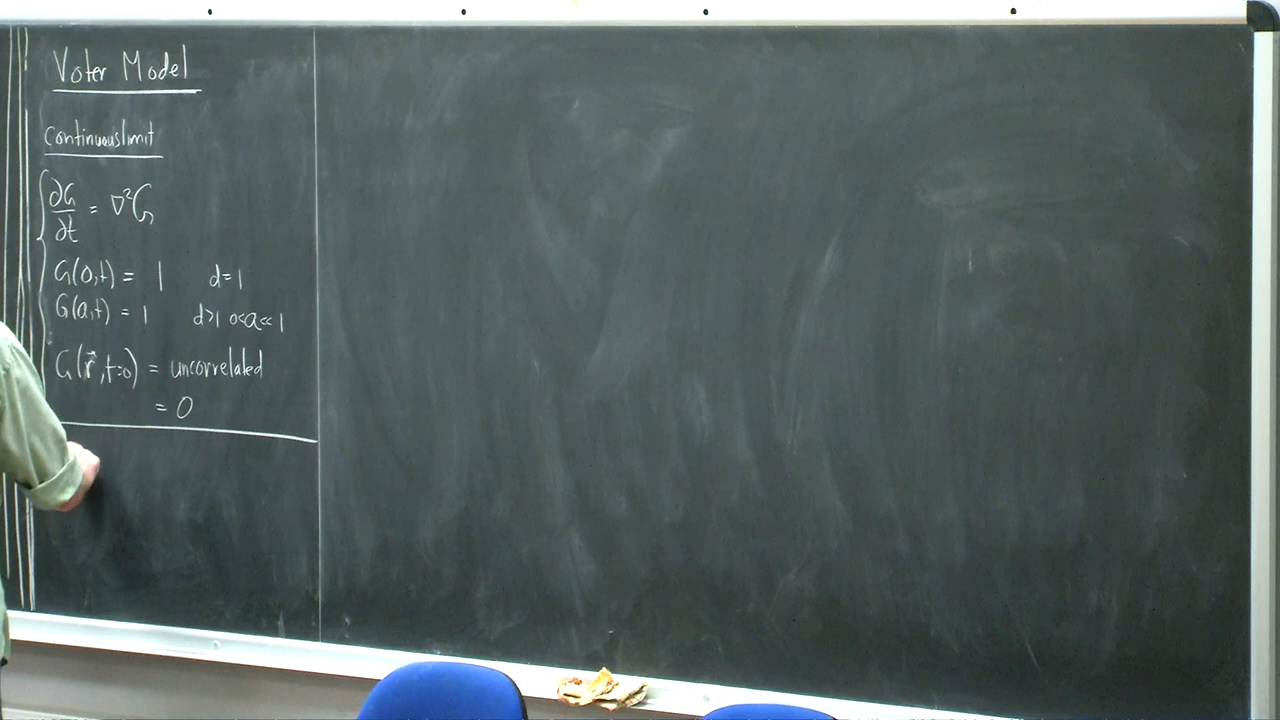 Voter Model
Continuous limit
∂G/∂t = ∇²G
G(0,t) = 1 d=1
G(a,t) = 1 d>1 0<a<<1
G(r⃗,t=0) = uncorrelated
= 0